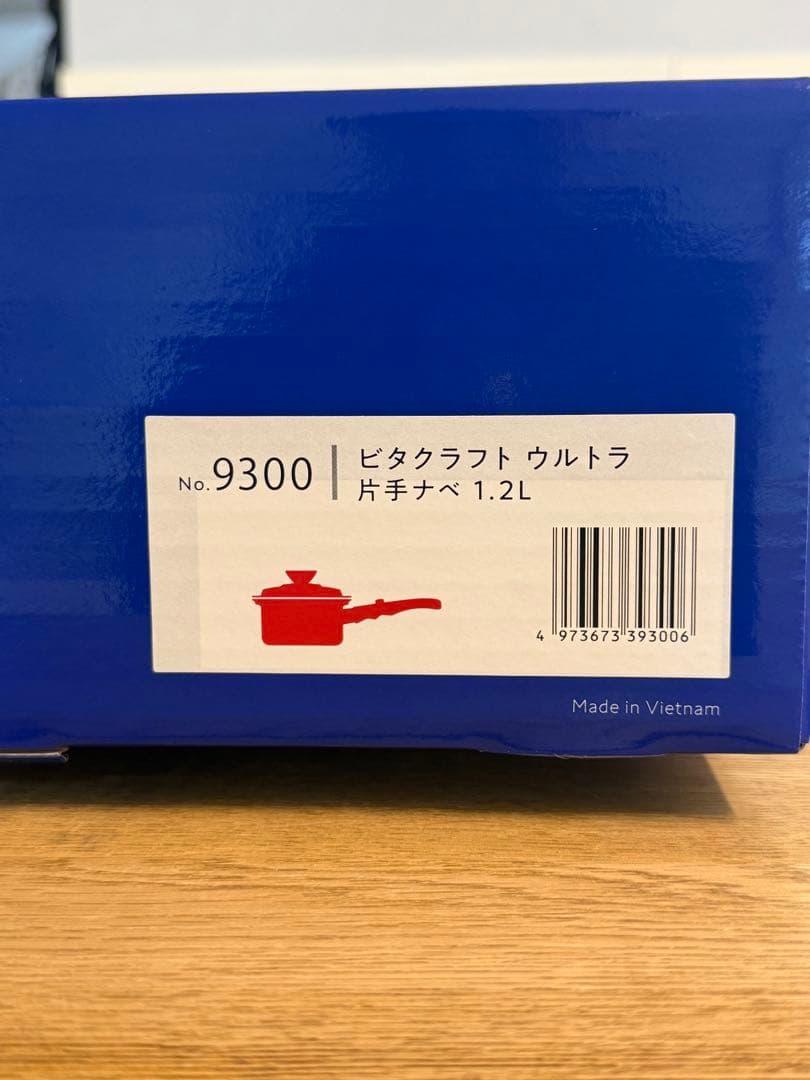 No.9300
ビタクラフト ウルトラ
片手ナベ 1.2L
4 973673 393006
Made in Vietnam